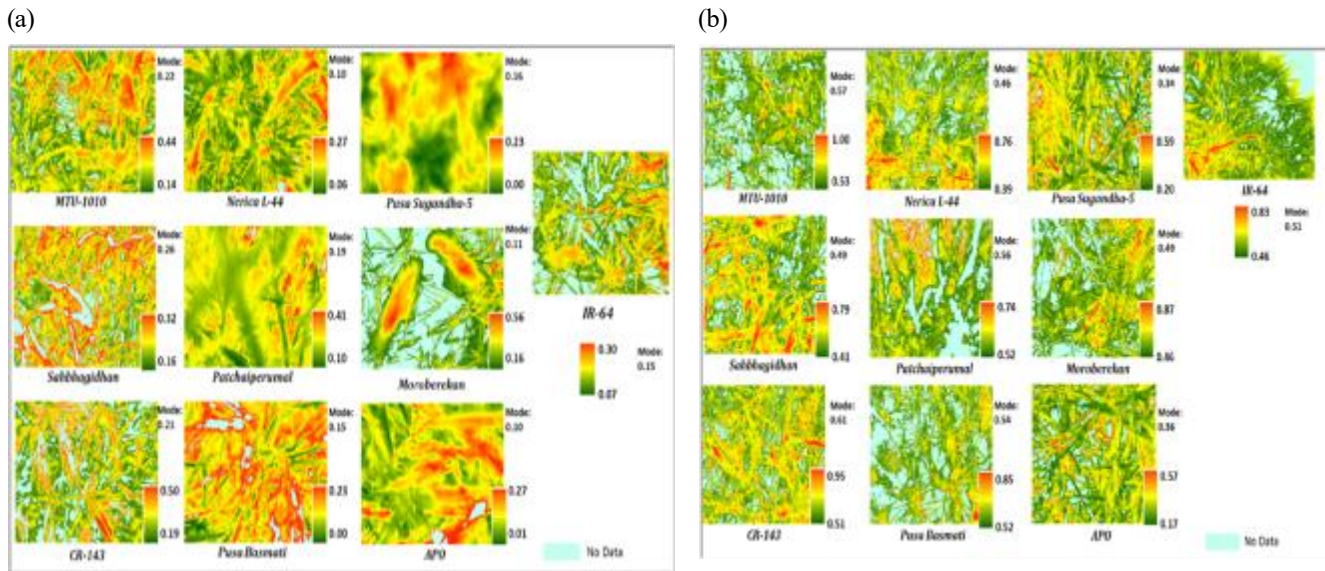 (a)
Mode:
0.22
0.44
0.14
MTU-1010
Mode:
0.10
0.27
0.06
Nerica L-44
Mode:
0.16
0.23
0.00
Pusa Sugandha-5
Mode:
0.26
0.16
Sahbhagidhan
Mode:
0.19
0.41
0.10
Patchaiperumal
Mode:
0.11
0.56
0.16
Moroberekan
IR-64
0.30
Mode:
0.15
0.07
Mode:
0.21
0.50
0.19
CR-143
Mode:
0.15
0.23
0.00
Pusa Basmati
Mode:
0.10
0.27
0.01
APO
No Data
(b)
Mode:
0.57
1.00
0.53
MTU-1010
Mode:
0.46
0.76
0.39
Nerica L-44
Mode:
0.34
0.59
0.20
Pusa Sugandha-5
IR-64
0.83
Mode:
0.51
0.46
Mode:
0.49
0.79
0.41
Sahbhagidhan
Mode:
0.56
0.74
0.52
Patchaiperumal
Mode:
0.49
0.87
0.46
Moroberekan
Mode:
0.61
0.95
0.51
CR-143
Mode:
0.54
0.85
0.52
Pusa Basmati
Mode:
0.36
0.57
0.17
APO
No Data